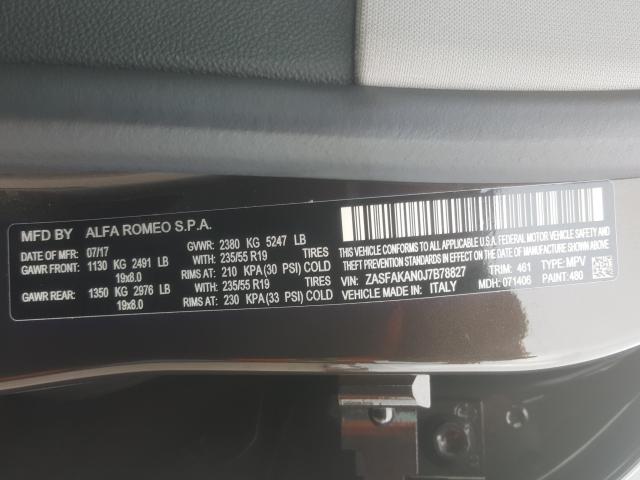 MFD BY ALFA ROMEO S.P.A.
DATE OF MFR: 07/17 GVWR: 2380 KG 5247 LB
GAWR FRONT: 1130 KG 2491 LB WITH: 235/55 R19 TIRES
19x8.0 RIMS AT: 210 KPA (30 PSI) COLD
GAWR REAR: 1350 KG 2976 LB WITH: 235/55 R19 TIRES
19x8.0 RIMS AT: 230 KPA (33 PSI) COLD
THIS VEHICLE CONFORMS TO ALL APPLICABLE U.S.A. FEDERAL MOTOR VEHICLE SAFETY
AND THEFT PREVENTION STANDARDS IN EFFECT ON THE DATE OF MANUFACTURE SHOWN ABOVE.
VIN: ZASFAKAN0J7B78827 TRIM: 461 TYPE: MPV
VEHICLE MADE IN: ITALY MDH: 071406 PAINT: 480